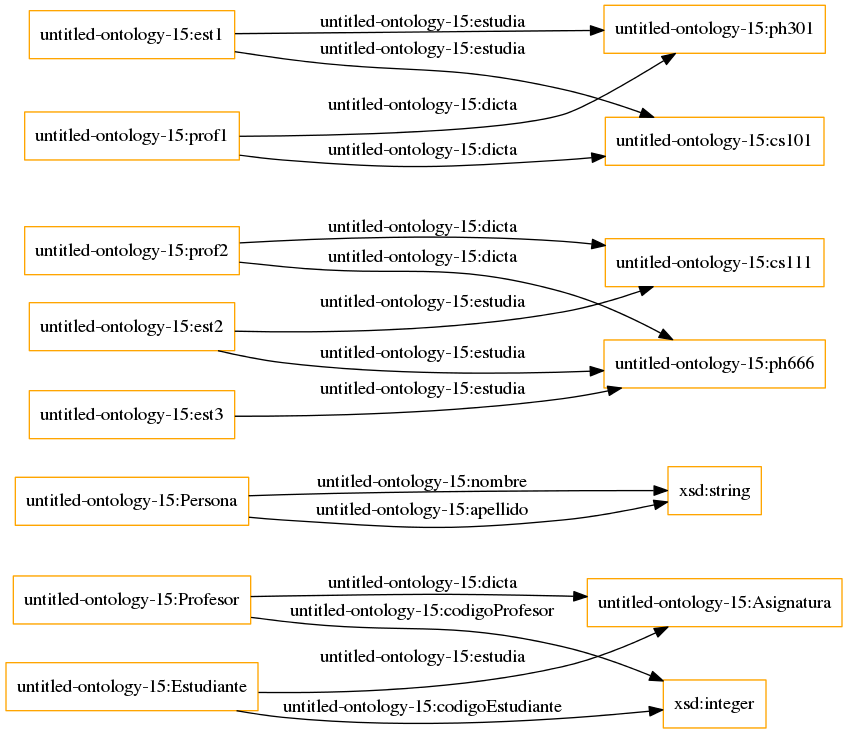 untitled-ontology-15:est1
untitled-ontology-15:estudia
untitled-ontology-15:ph301
untitled-ontology-15:estudia
untitled-ontology-15:prof1
untitled-ontology-15:dicta
untitled-ontology-15:cs101
untitled-ontology-15:dicta
untitled-ontology-15:prof2
untitled-ontology-15:dicta
untitled-ontology-15:cs111
untitled-ontology-15:dicta
untitled-ontology-15:est2
untitled-ontology-15:estudia
untitled-ontology-15:estudia
untitled-ontology-15:ph666
untitled-ontology-15:est3
untitled-ontology-15:estudia
untitled-ontology-15:Persona
untitled-ontology-15:nombre
xsd:string
untitled-ontology-15:apellido
untitled-ontology-15:Profesor
untitled-ontology-15:dicta
untitled-ontology-15:Asignatura
untitled-ontology-15:codigoProfesor
untitled-ontology-15:Estudiante
untitled-ontology-15:estudia
untitled-ontology-15:codigoEstudiante
xsd:integer